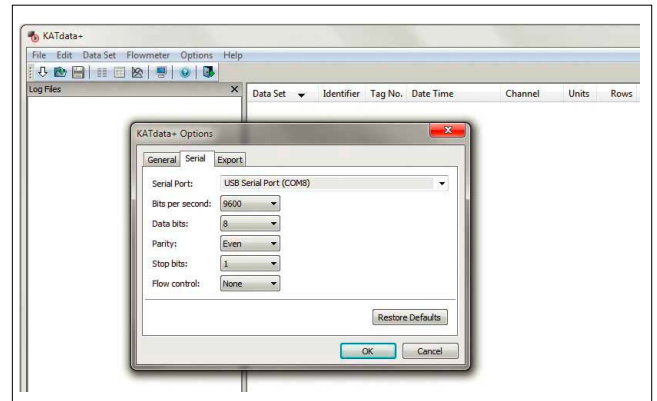 KATdata+
File Edit Data Set Flowmeter Options Help
Log Files X
Data Set Identifier Tag No. Date Time Channel Units Rows
KATdata+ Options
General Serial Export
Serial Port: USB Serial Port (COM8)
Bits per second: 9600
Data bits: 8
Parity: Even
Stop bits: 1
Flow control: None
Restore Defaults
OK Cancel